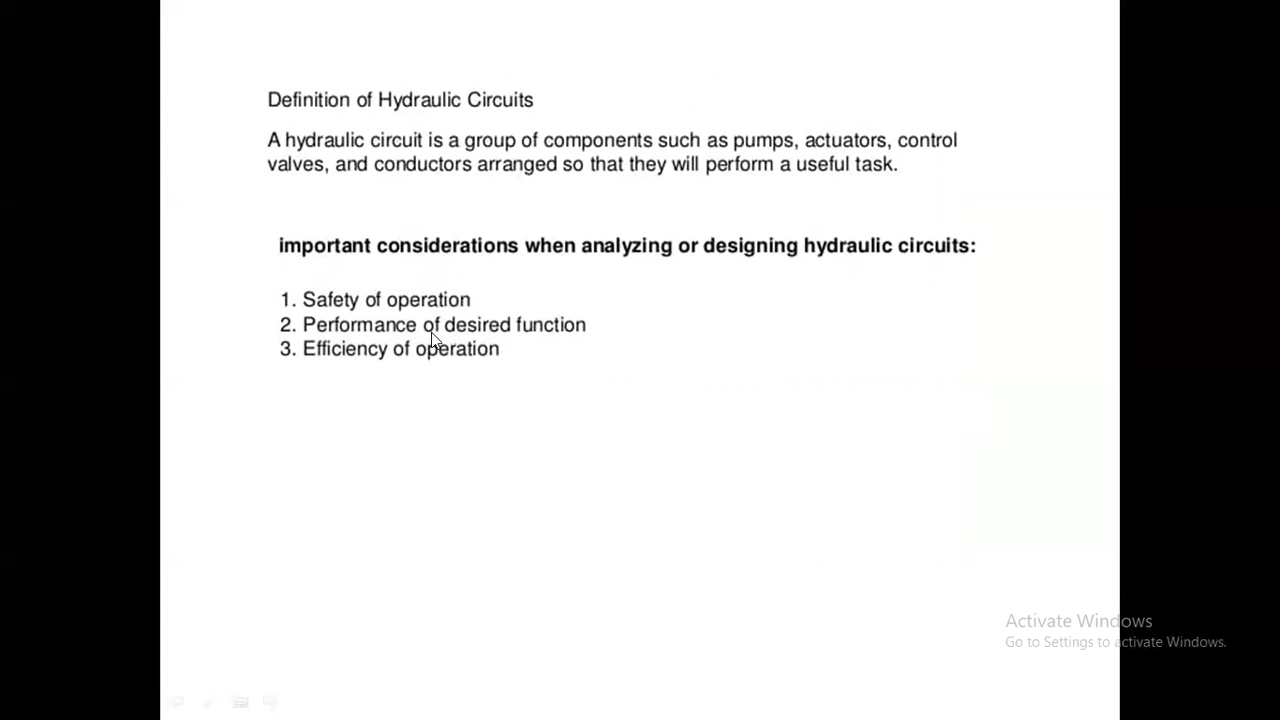 Definition of Hydraulic Circuits
A hydraulic circuit is a group of components such as pumps, actuators, control
valves, and conductors arranged so that they will perform a useful task.
important considerations when analyzing or designing hydraulic circuits:
1. Safety of operation
2. Performance of desired function
3. Efficiency of operation
Activate Windows
Go to Settings to activate Windows.